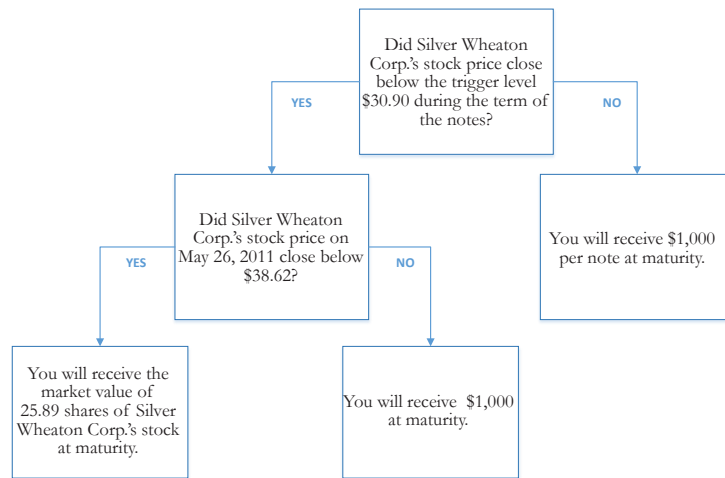 Did Silver Wheaton
Corp.'s stock price close
below the trigger level
$30.90 during the term of
the notes?
YES
NO
Did Silver Wheaton
Corp.'s stock price on
May 26, 2011 close below
$38.62?
You will receive $1,000
per note at maturity.
YES
NO
You will receive the
market value of
25.89 shares of Silver
Wheaton Corp.'s stock
at maturity.
You will receive $1,000
at maturity.